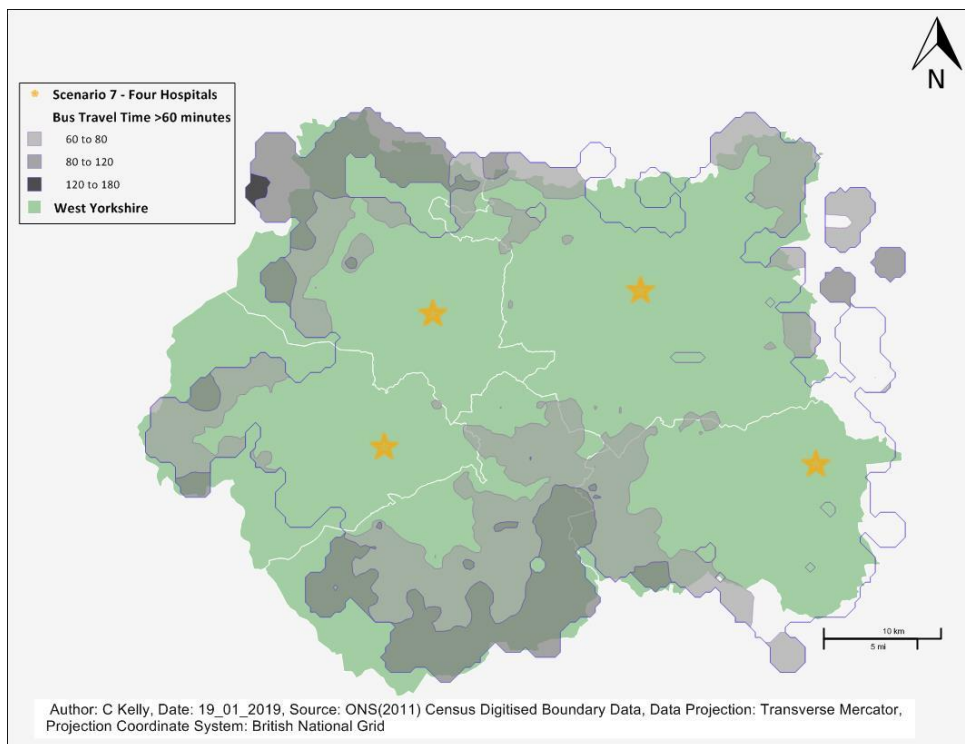 N
Scenario 7 - Four Hospitals
Bus Travel Time >60 minutes
60 to 80
80 to 120
120 to 180
West Yorkshire
10 km
5 mi
Author: C Kelly, Date: 19_01_2019, Source: ONS(2011) Census Digitised Boundary Data, Data Projection: Transverse Mercator,
Projection Coordinate System: British National Grid